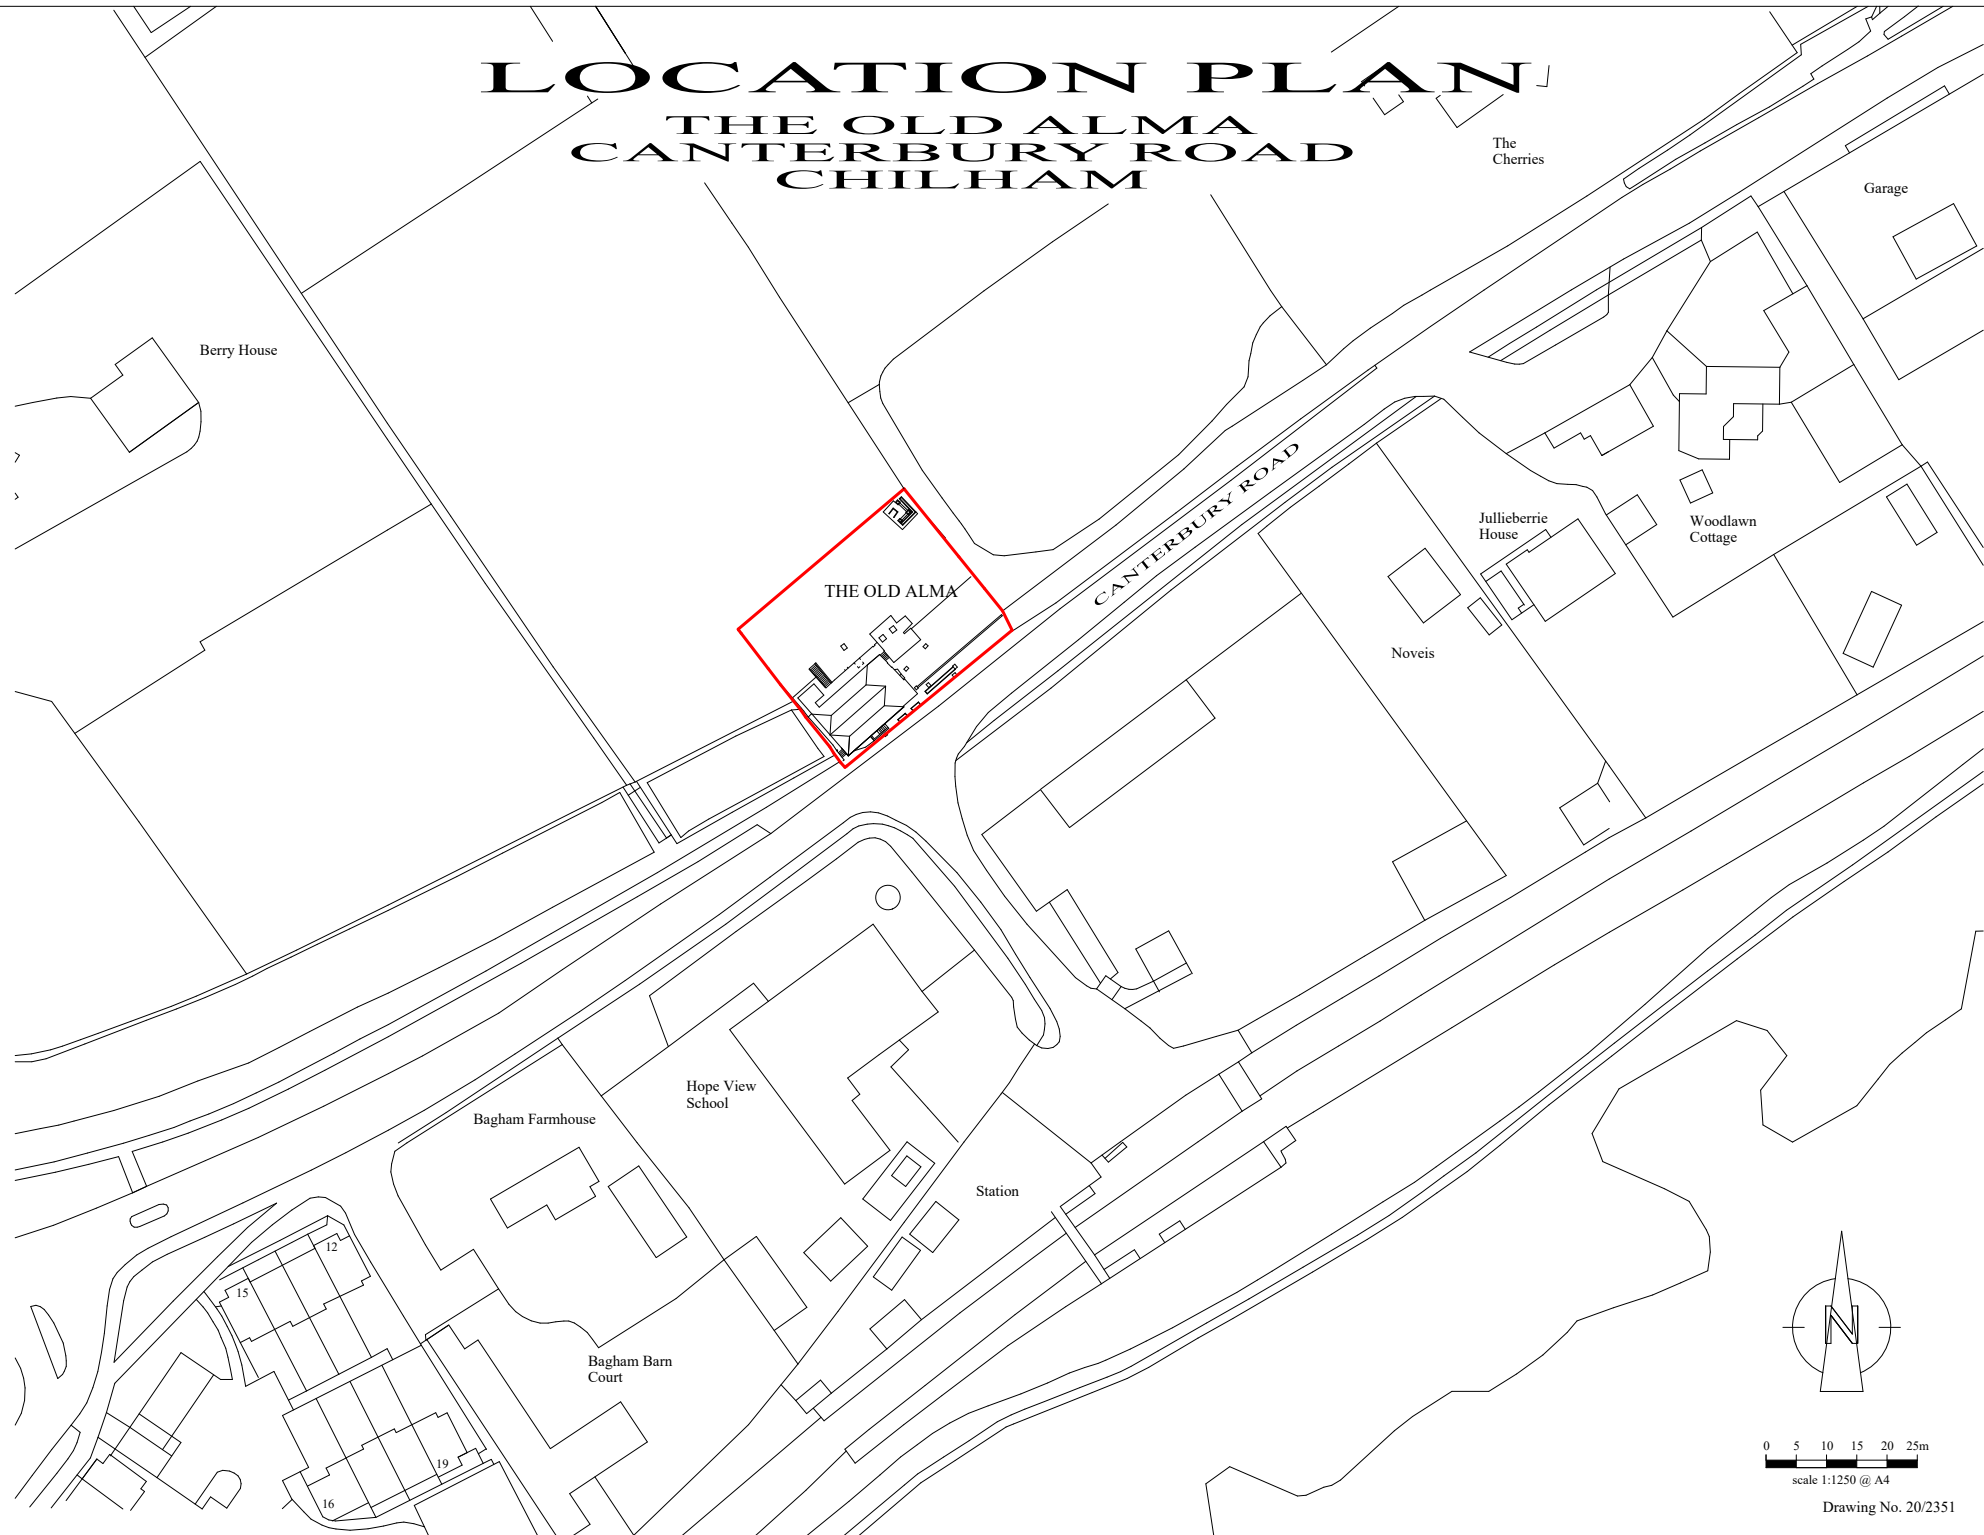 LOCATION PLAN
THE OLD ALMA
CANTERBURY ROAD
CHILHAM
The
Cherries
Garage
Berry House
CANTERBURY ROAD
Jullieberrie
House
Woodlawn
Cottage
THE OLD ALMA
Noveis
Hope View
School
Bagham Farmhouse
Station
12
15
Bagham Barn
Court
19
16
N
0 5 10 15 20 25m
scale 1:1250 @ A4
Drawing No. 20/2351